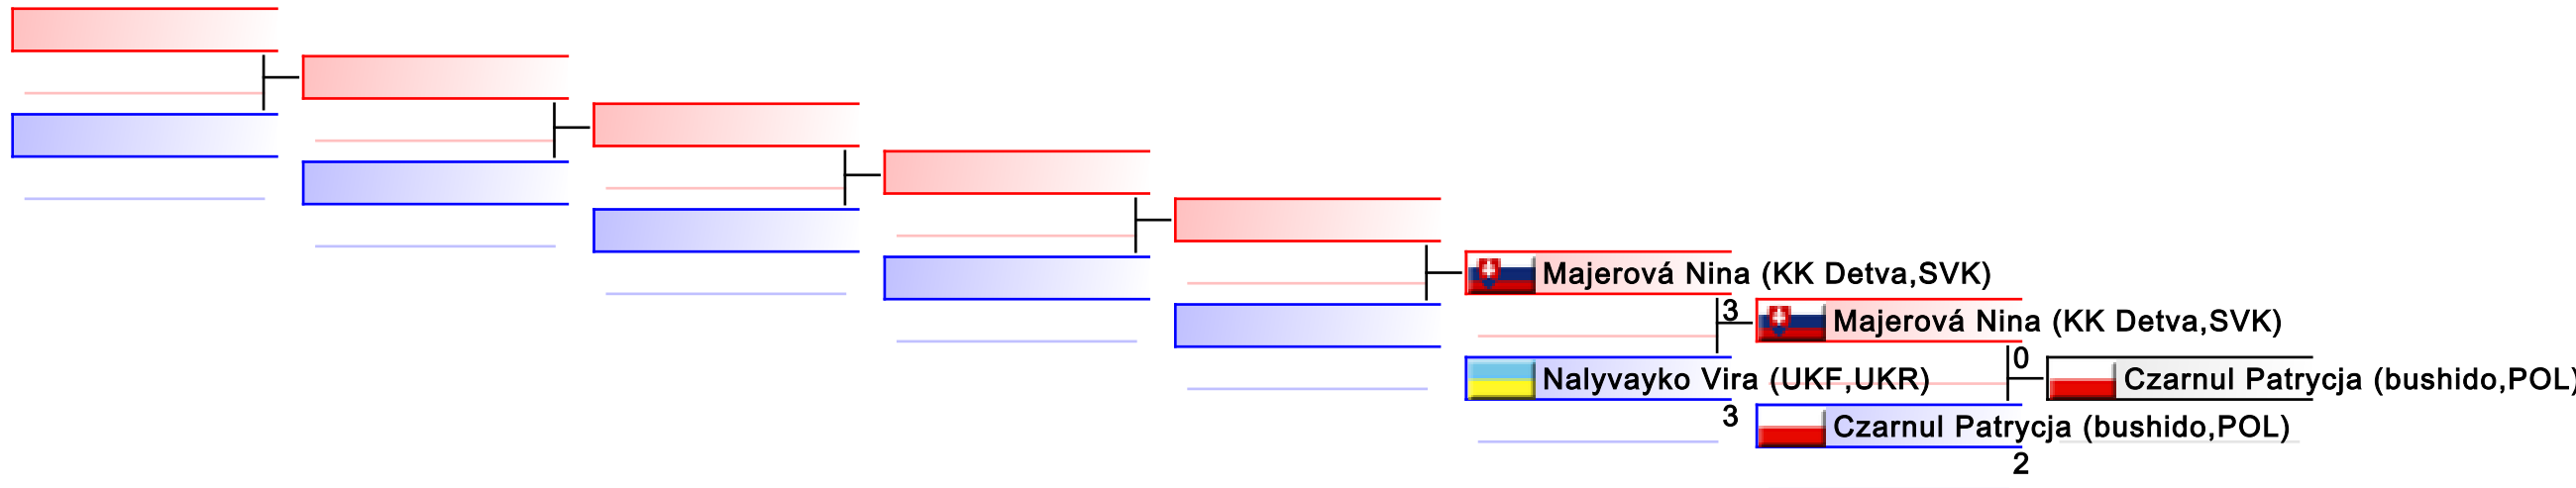 Majerová Nina (KK Detva,SVK)
3
Majerová Nina (KK Detva,SVK)
0
Nalyvayko Vira (UKF,UKR)
Czarnul Patrycja (bushido,POL)
3
Czarnul Patrycja (bushido,POL)
2